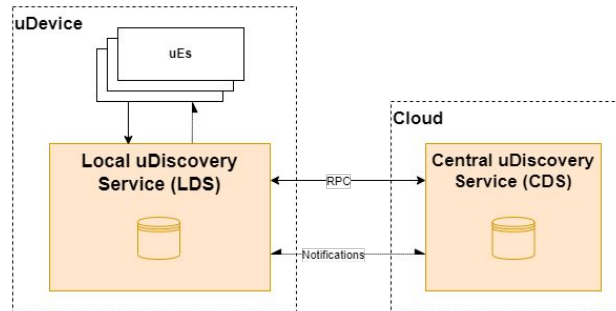 uDevice
uEs
Cloud
Local uDiscovery
Service (LDS)
Central uDiscovery
Service (CDS)
RPC
Notifications